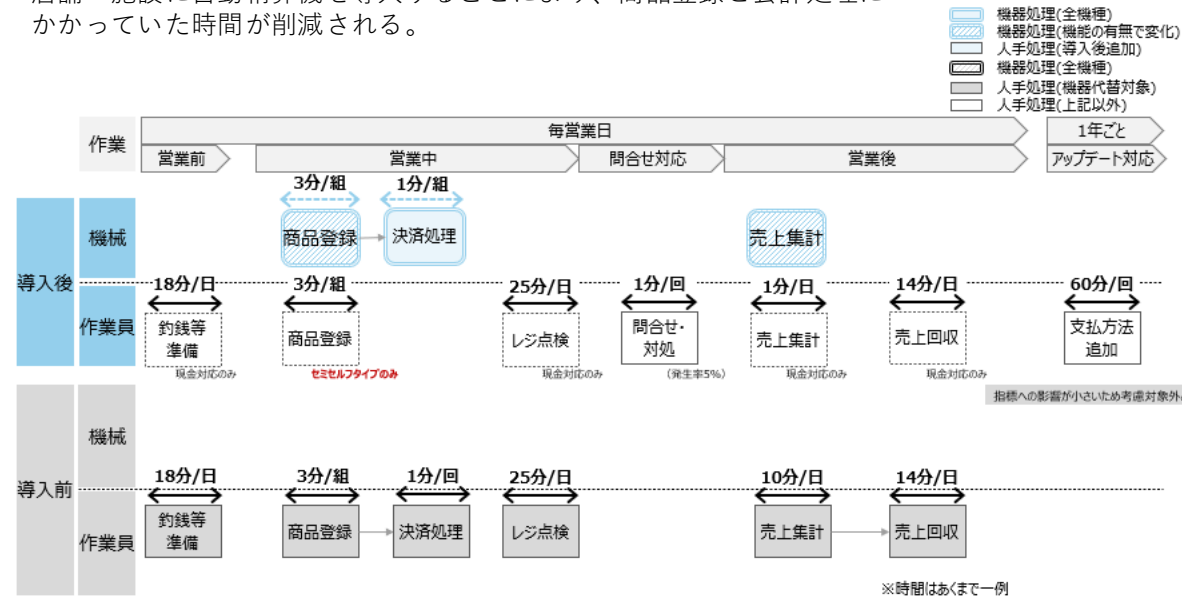 かかっていた時間が削減される。
機器処理(全機種)
機器処理(機能の有無で変化)
人手処理(導入後追加)
機器処理(全機種)
人手処理(機器代替対象)
人手処理(上記以外)
作業
毎営業日
1年ごと
営業前
営業中
問合せ対応
営業後
アップデート対応
3分/組
1分/組
導入後
機械
商品登録
決済処理
売上集計
18分/日
3分/組
25分/日
1分/回
1分/日
14分/日
60分/回
作業員
釣銭等
準備
商品登録
レジ点検
問合せ・
対処
売上集計
売上回収
支払方法
追加
現金対応のみ
セミセルフタイプのみ
現金対応のみ
(発生率5%)
現金対応のみ
現金対応のみ
指標への影響が小さいため考慮対象外
導入前
機械
18分/日
3分/組
1分/回
25分/日
10分/日
14分/日
作業員
釣銭等
準備
商品登録
決済処理
レジ点検
売上集計
売上回収
※時間はあくまで一例